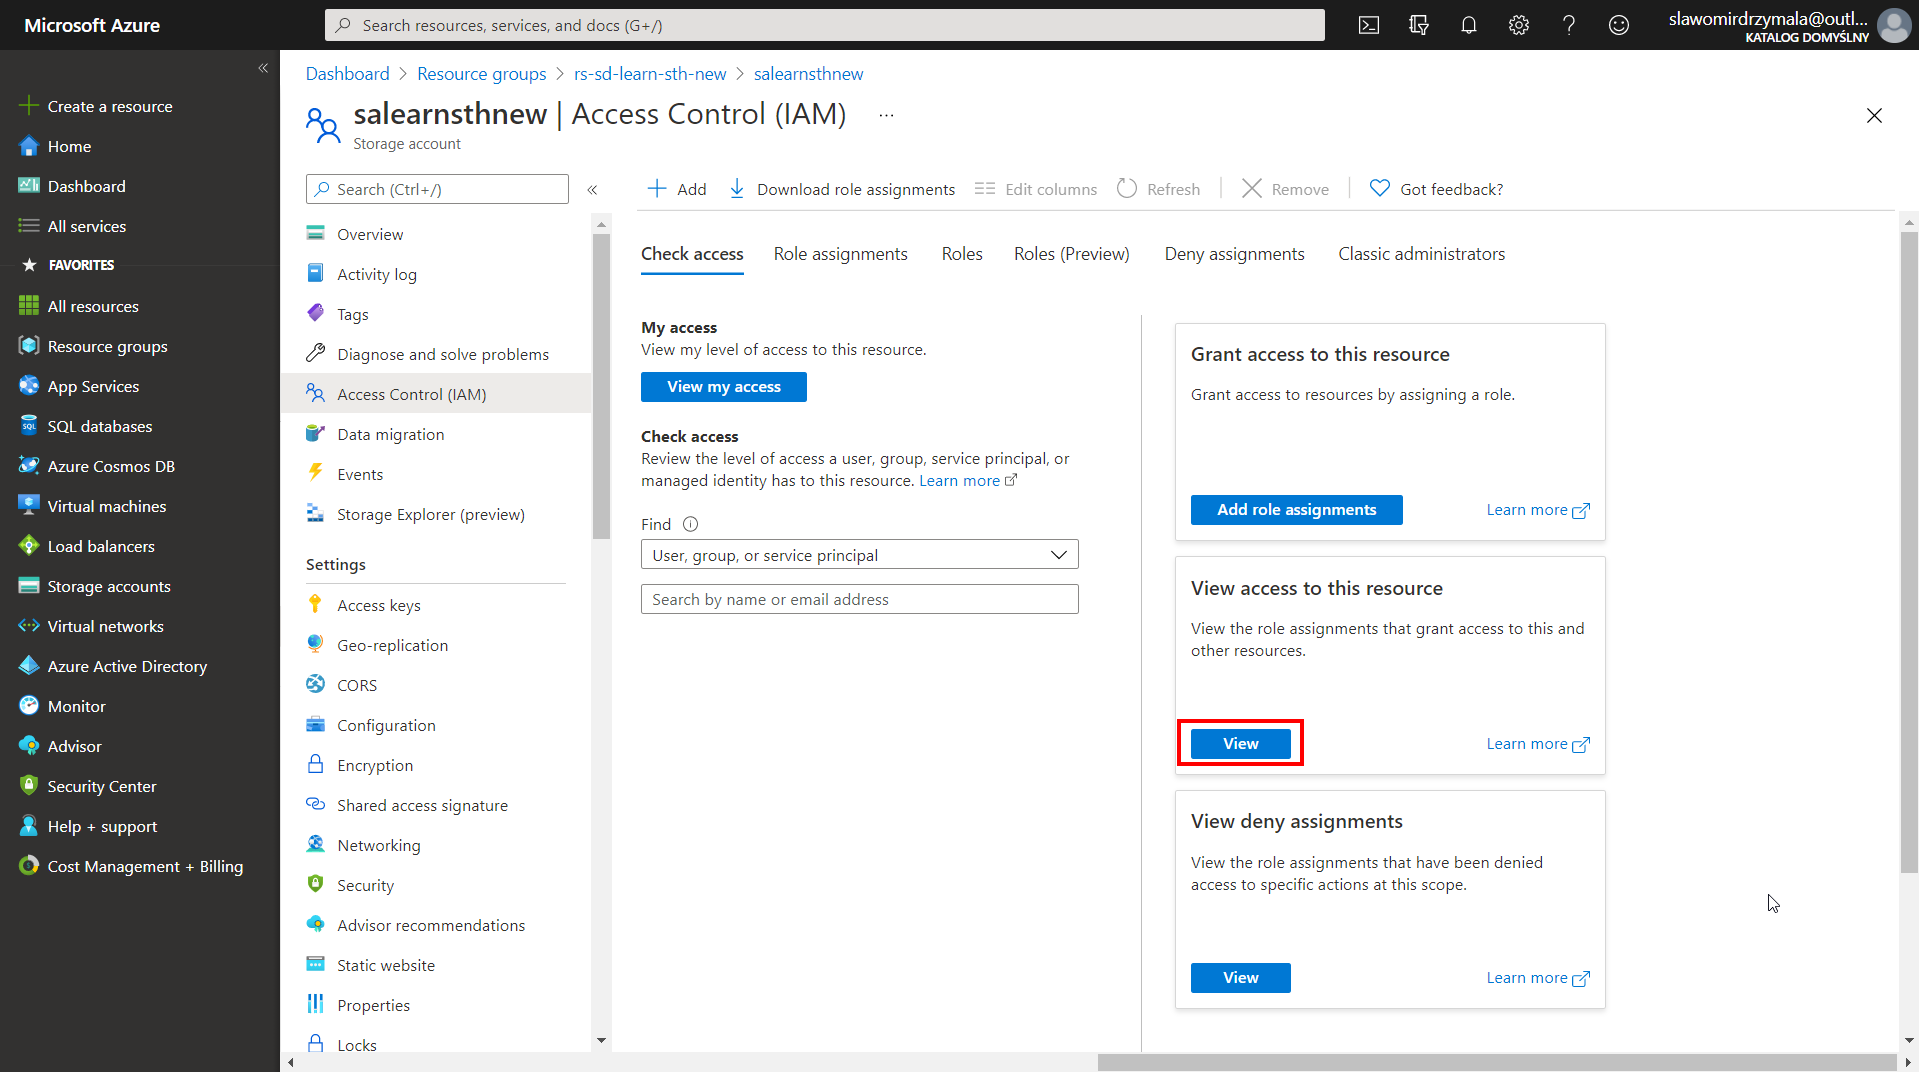 Microsoft Azure
Search resources, services, and docs (G+/)
slawomirdrzymala@outl...
KATALOG DOMYŚLNY
Create a resource
Home
Dashboard
All services
FAVORITES
All resources
Resource groups
App Services
SQL databases
Azure Cosmos DB
Virtual machines
Load balancers
Storage accounts
Virtual networks
Azure Active Directory
Monitor
Advisor
Security Center
Help + support
Cost Management + Billing
Dashboard > Resource groups > rs-sd-learn-sth-new > salearnsthnew
salearnsthnew | Access Control (IAM) ...
Storage account
Search (Ctrl+/)
Overview
Activity log
Tags
Diagnose and solve problems
Access Control (IAM)
Data migration
Events
Storage Explorer (preview)
Settings
Access keys
Geo-replication
CORS
Configuration
Encryption
Shared access signature
Networking
Security
Advisor recommendations
Static website
Properties
Locks
Add Download role assignments Edit columns Refresh Remove Got feedback?
Check access Role assignments Roles Roles (Preview) Deny assignments Classic administrators
My access
View my level of access to this resource.
View my access
Check access
Review the level of access a user, group, service principal, or
managed identity has to this resource. Learn more
Find
User, group, or service principal
Search by name or email address
Grant access to this resource
Grant access to resources by assigning a role.
Add role assignments Learn more
View access to this resource
View the role assignments that grant access to this and
other resources.
View Learn more
View deny assignments
View the role assignments that have been denied
access to specific actions at this scope.
View Learn more